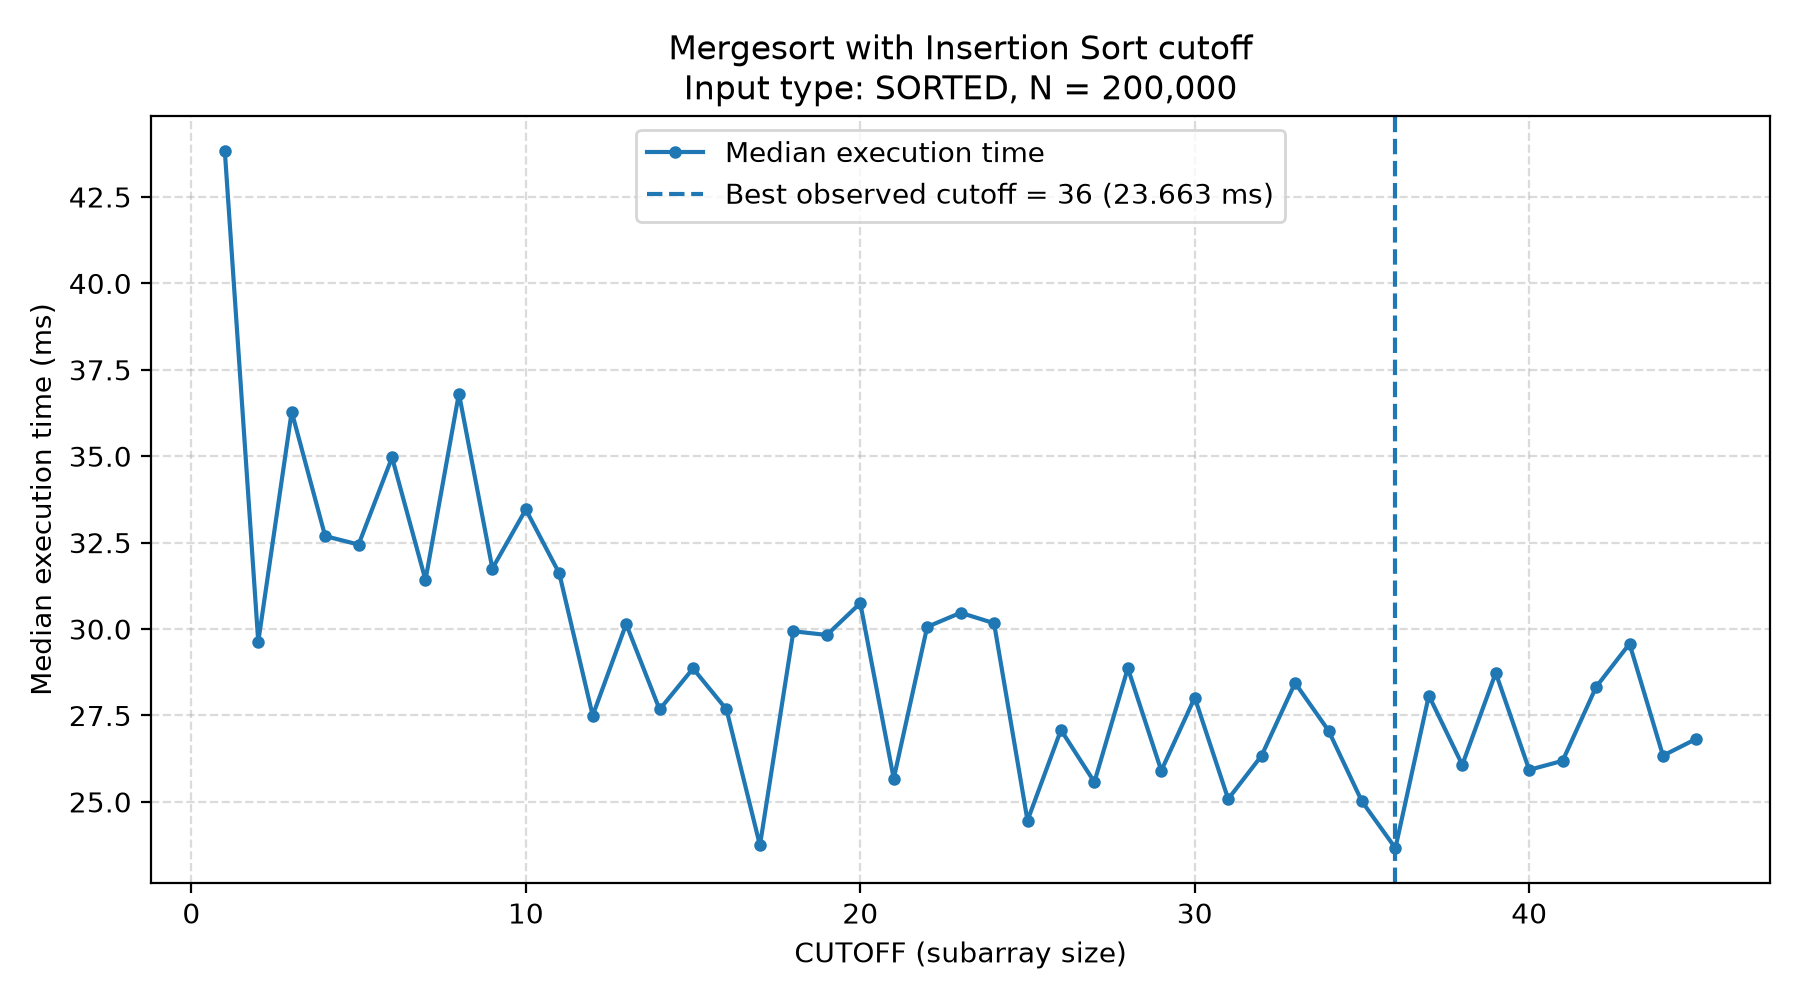 Mergesort with Insertion Sort cutoff
Input type: SORTED, N = 200,000
Median execution time
Best observed cutoff = 36 (23.663 ms)
Median execution time (ms)
42.5
40.0
37.5
35.0
32.5
30.0
27.5
25.0
0 10 20 30 40
CUTOFF (subarray size)